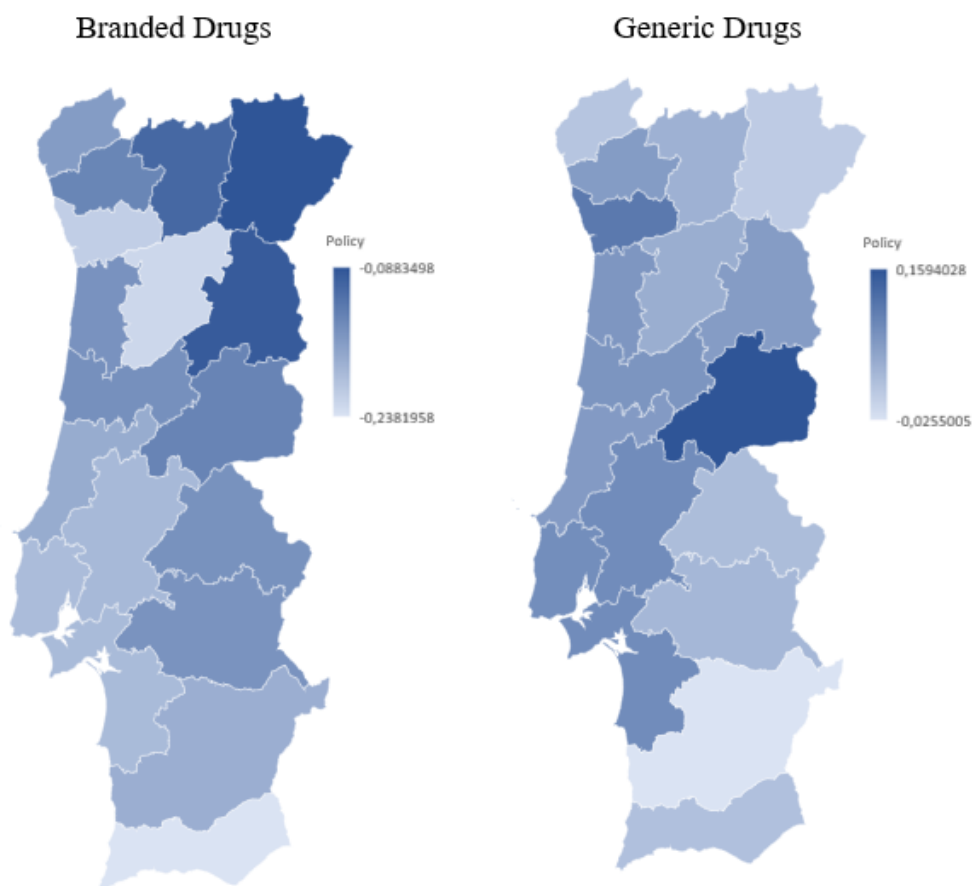 Branded Drugs
Generic Drugs
Policy
-0,0883498
-0,2381958
Policy
0,1594028
-0,0255005